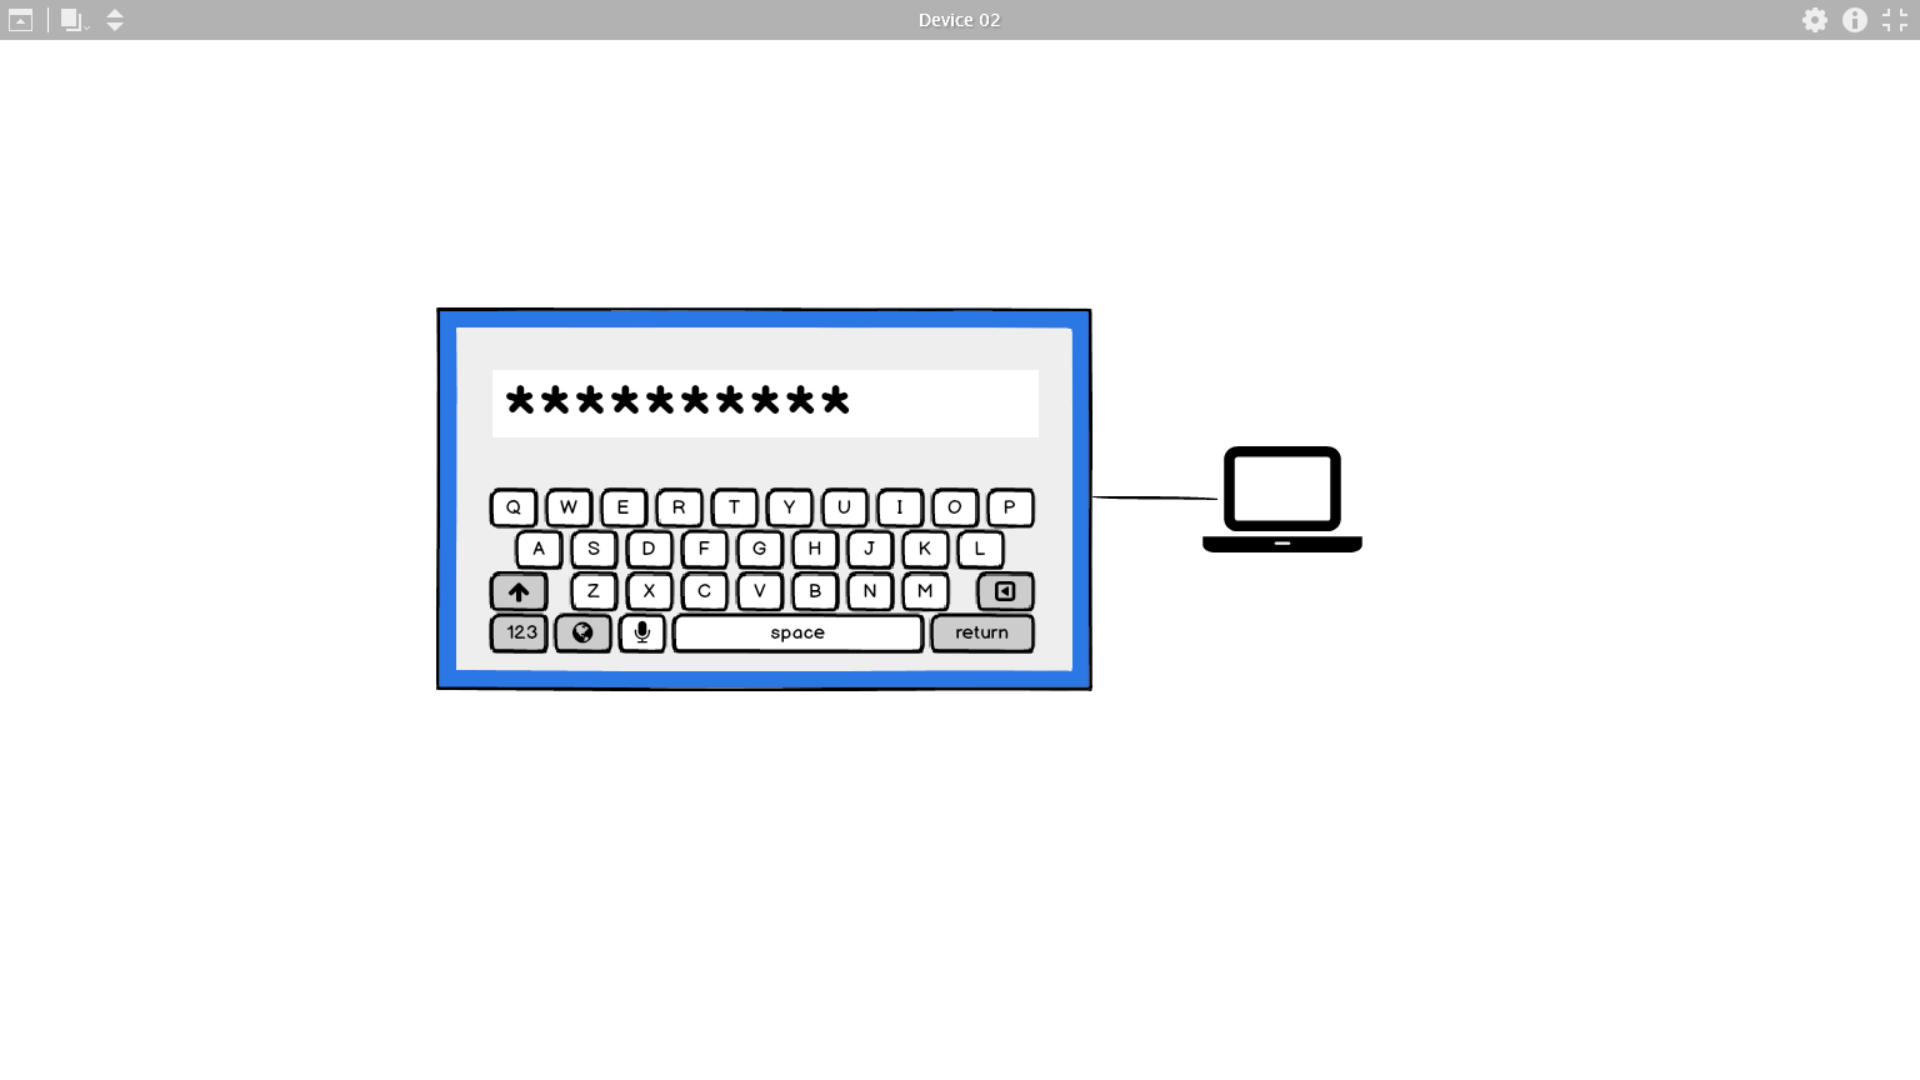 Device 02
**********
Q W E R T Y U I O P
A S D F G H J K L
Z X C V B N M
123 space return